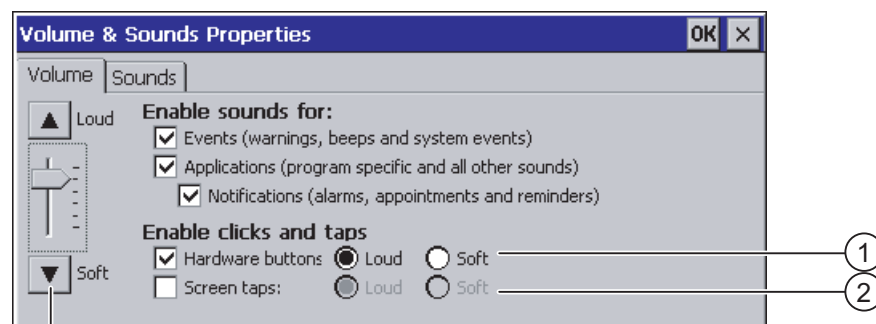 Volume & Sounds Properties OK ×
Volume Sounds
Loud
Enable sounds for:
Events (warnings, beeps and system events)
Applications (program specific and all other sounds)
Notifications (alarms, appointments and reminders)
Enable clicks and taps
Hardware buttons Loud Soft 1
Soft
Screen taps: Loud Soft 2